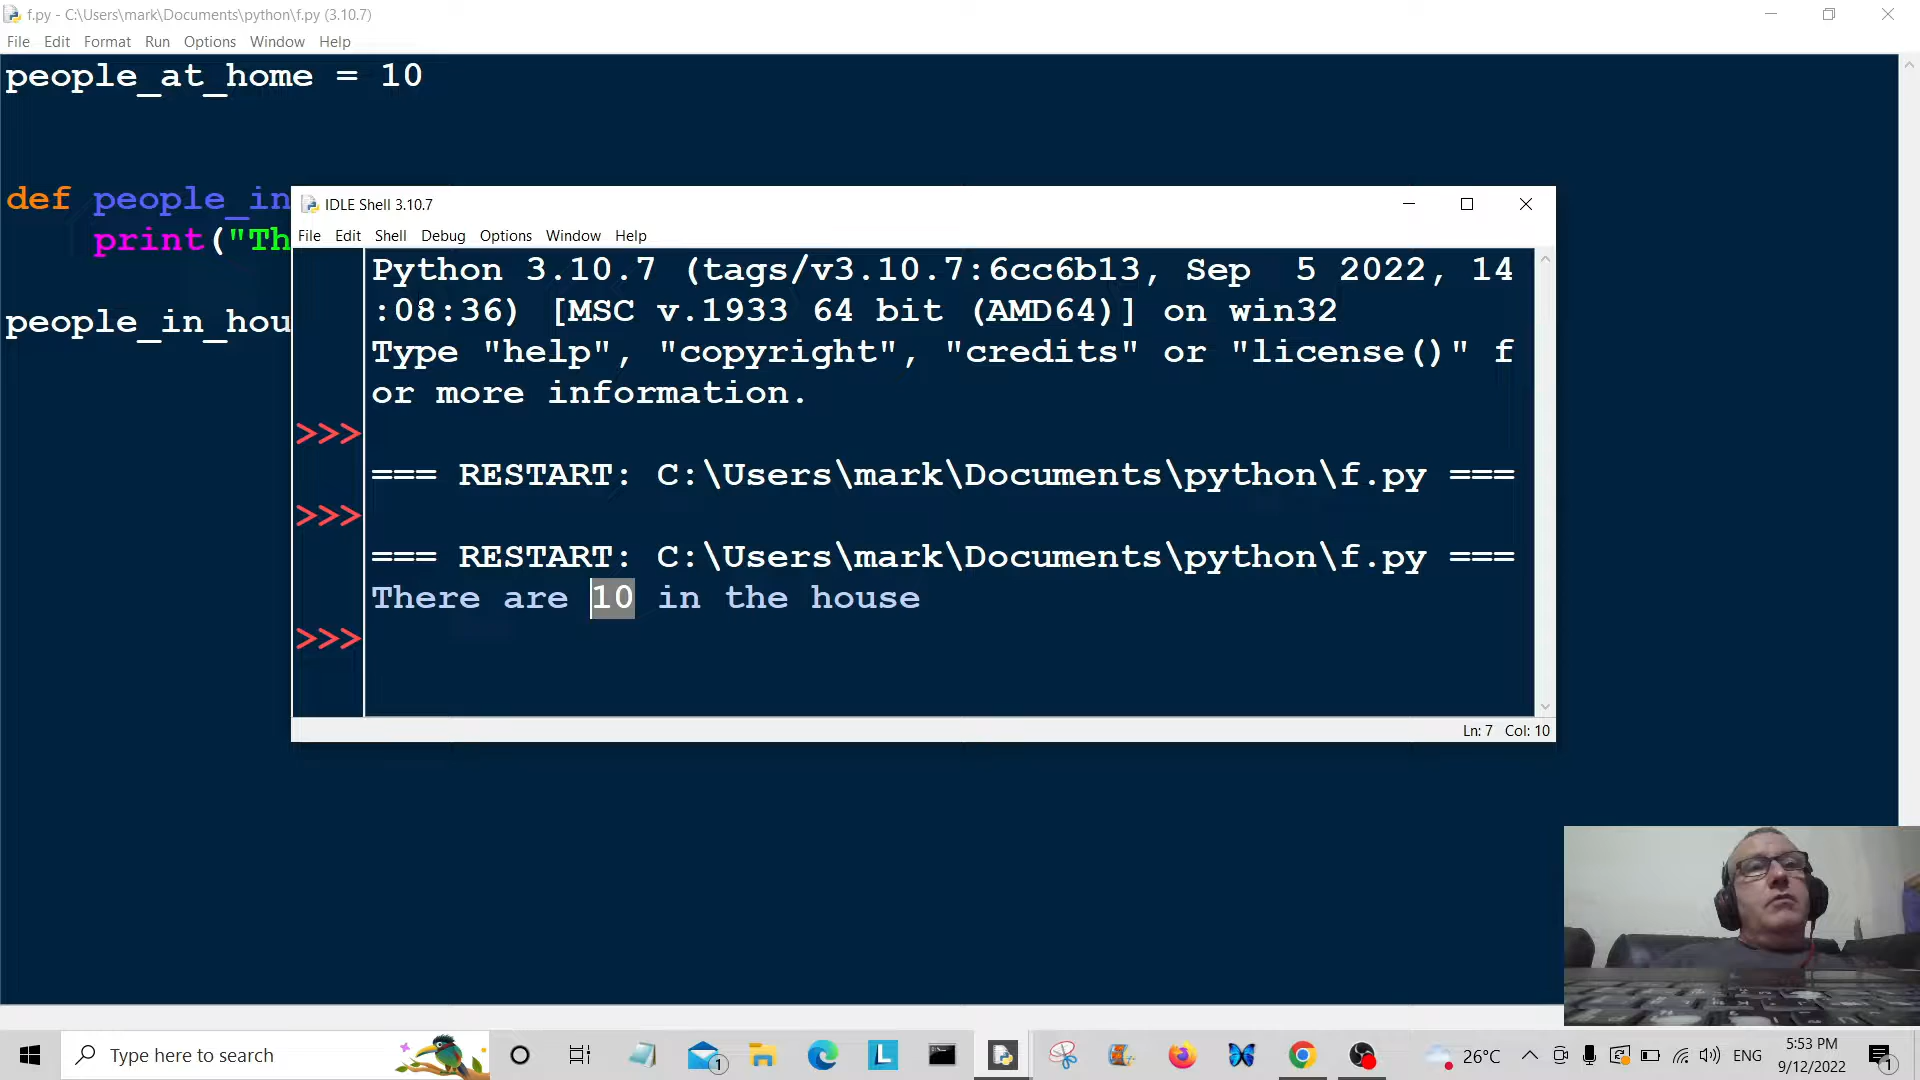 f.py - C:\Users\mark\Documents\python\f.py (3.10.7)
File Edit Format Run Options Window Help
people_at_home = 10
def people_in
print("Th
people_in_hou
IDLE Shell 3.10.7
File Edit Shell Debug Options Window Help
Python 3.10.7 (tags/v3.10.7:6cc6b13, Sep  5 2022, 14
:08:36) [MSC v.1933 64 bit (AMD64)] on win32
Type "help", "copyright", "credits" or "license()" f
or more information.
>>>
=== RESTART: C:\Users\mark\Documents\python\f.py ===
>>>
=== RESTART: C:\Users\mark\Documents\python\f.py ===
There are 10 in the house
>>>
Ln: 7 Col: 10
Type here to search
1
L
26°C
ENG
5:53 PM
9/12/2022
1